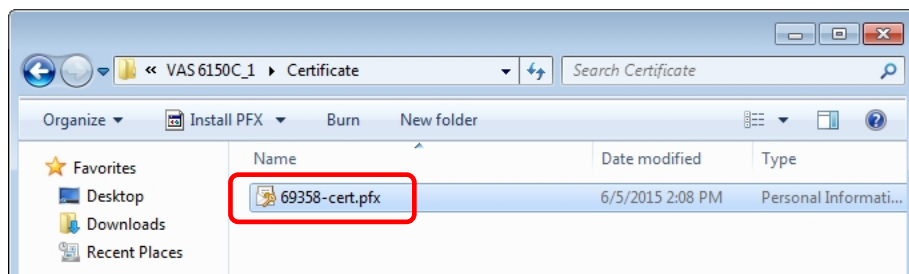 « VAS 6150C_1 ▸ Certificate
Search Certificate
Organize ▾ Install PFX ▾ Burn New folder
Favorites
Desktop
Downloads
Recent Places
Name Date modified Type
69358-cert.pfx 6/5/2015 2:08 PM Personal Informati...